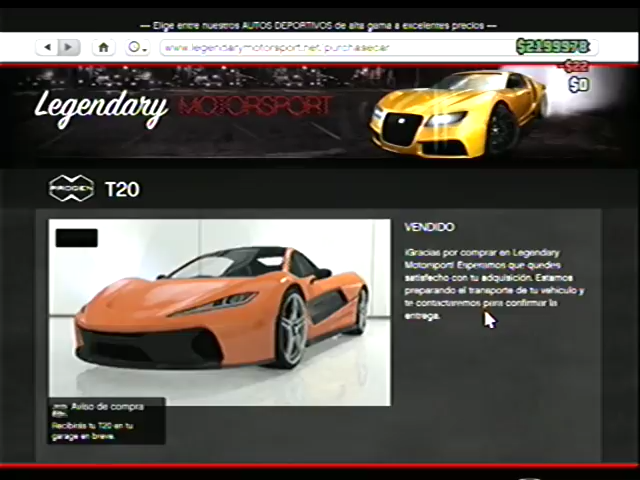 — Elige entre nuestros AUTOS DEPORTIVOS de alta gama a excelentes precios —
www.legendarymotorsport.net/purchasecar
$2199978
-$22
$0
Legendary MOTORSPORT
PROGEN T20
VENDIDO
¡Gracias por comprar en Legendary
Motorsport! Esperamos que quedes
satisfecho con tu adquisición. Estamos
preparando el transporte de tu vehículo y
te contactaremos para confirmar la
entrega.
Aviso de compra
Recibirás tu T20 en tu
garage en breve.